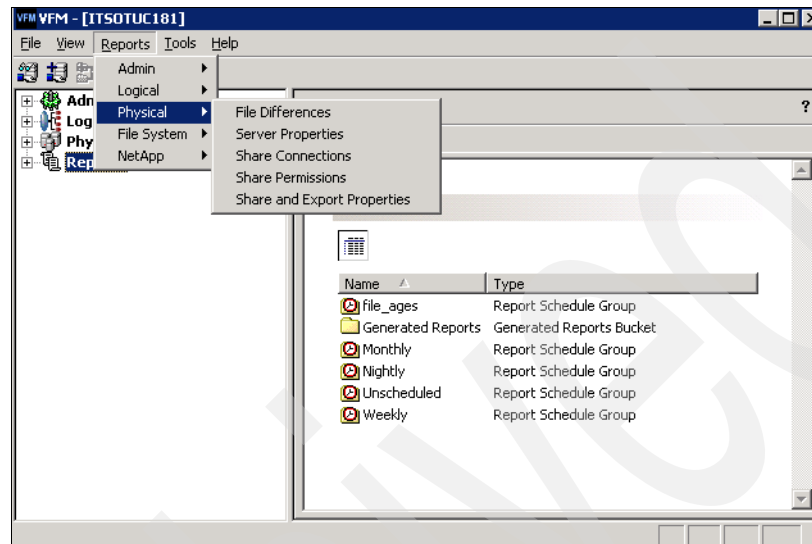 VFM VFM - [ITSOTUC181]
File View Reports Tools Help
Admin
Logical
Physical
File System
NetApp
File Differences
Server Properties
Share Connections
Share Permissions
Share and Export Properties
Adn
Log
Phy
Rep
?
Name Type
file_ages Report Schedule Group
Generated Reports Generated Reports Bucket
Monthly Report Schedule Group
Nightly Report Schedule Group
Unscheduled Report Schedule Group
Weekly Report Schedule Group